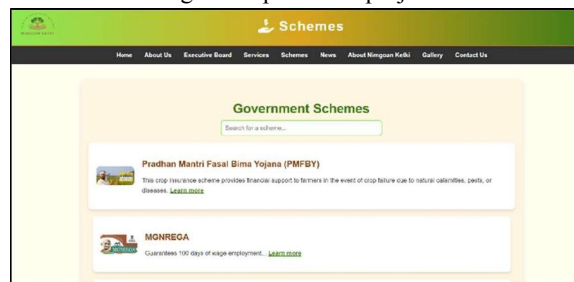 Schemes
Home About Us Executive Board Services Schemes News About Nimgoan Ketki Gallery Contact Us
Government Schemes
Search for a scheme...
Pradhan Mantri Fasal Bima Yojana (PMFBY)
This crop insurance scheme provides financial support to farmers in the event of crop failure due to natural calamities, pests, or
diseases. Learn more
MGNREGA
Guarantees 100 days of wage employment... Learn more